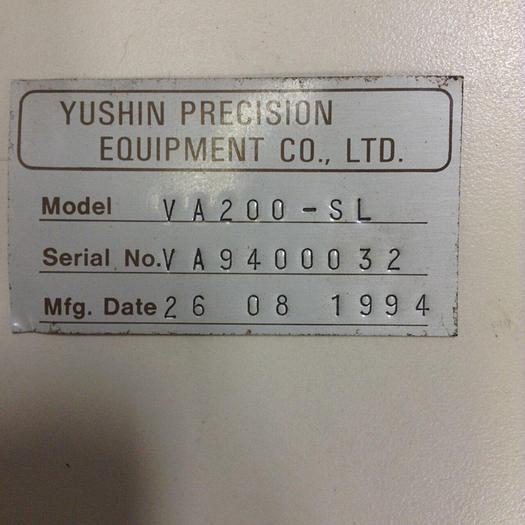 YUSHIN PRECISION
EQUIPMENT CO., LTD.
Model VA200-SL
Serial No. VA9400032
Mfg. Date 26 08 1994